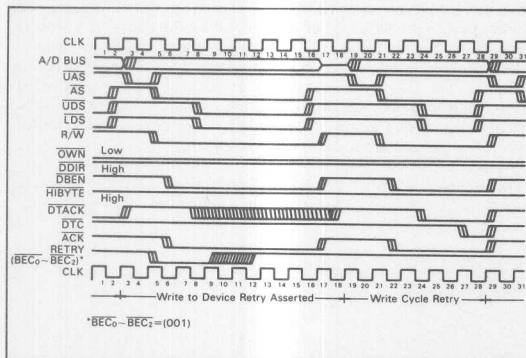 CLK
1 2 3 4 5 6 7 8 9 10 11 12 13 14 15 16 17 18 19 20 21 22 23 24 25 26 27 28 29 30 31
A/D BUS
UAS
AS
UDS
LDS
R/W
OWN Low
DDIR High
DBEN
HIBYTE High
DTACK
DTC
ACK
RETRY
(BEC₀~BEC₂)*
CLK
1 2 3 4 5 6 7 8 9 10 11 12 13 14 15 16 17 18 19 20 21 22 23 24 25 26 27 28 29 30 31
Write to Device Retry Asserted
Write Cycle Retry
*BEC₀~BEC₂=(001)